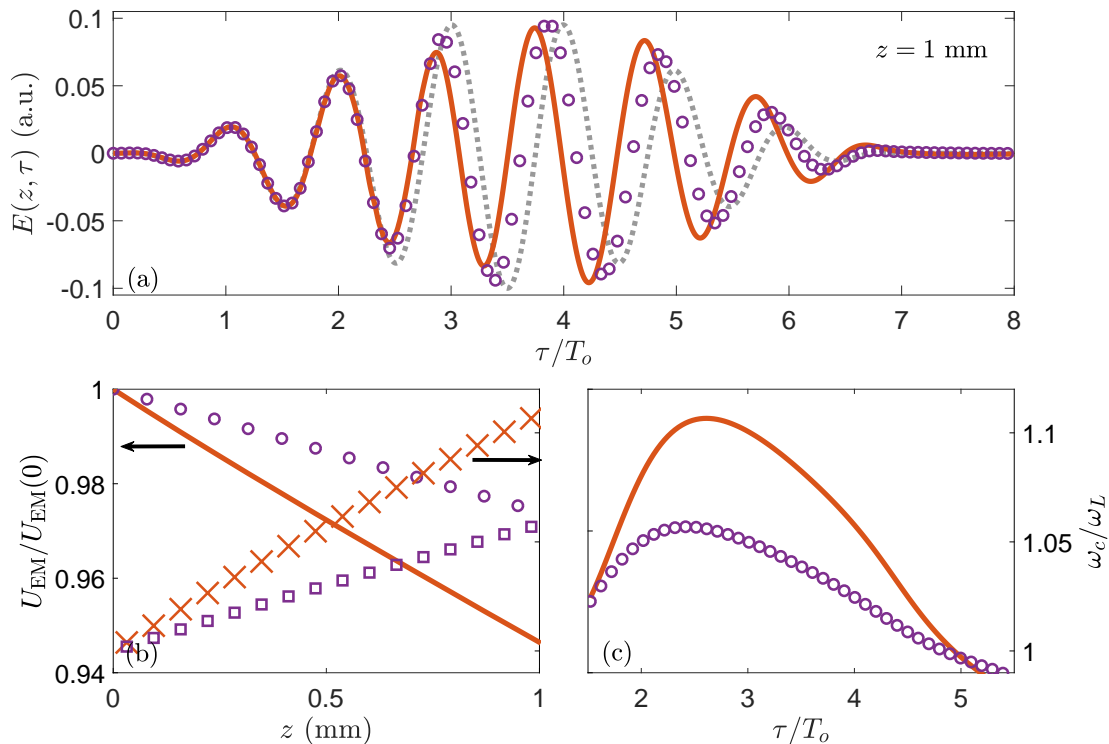 0.1
0.05
0
-0.05
-0.1
E(z, τ) (a.u.)
z = 1 mm
(a)
0 1 2 3 4 5 6 7 8
τ/T_o
1
0.98
0.96
0.94
U_EM/U_EM(0)
(b)
0 0.5 1
z (mm)
1.1
1.05
1
ω_c/ω_L
(c)
2 3 4 5
τ/T_o